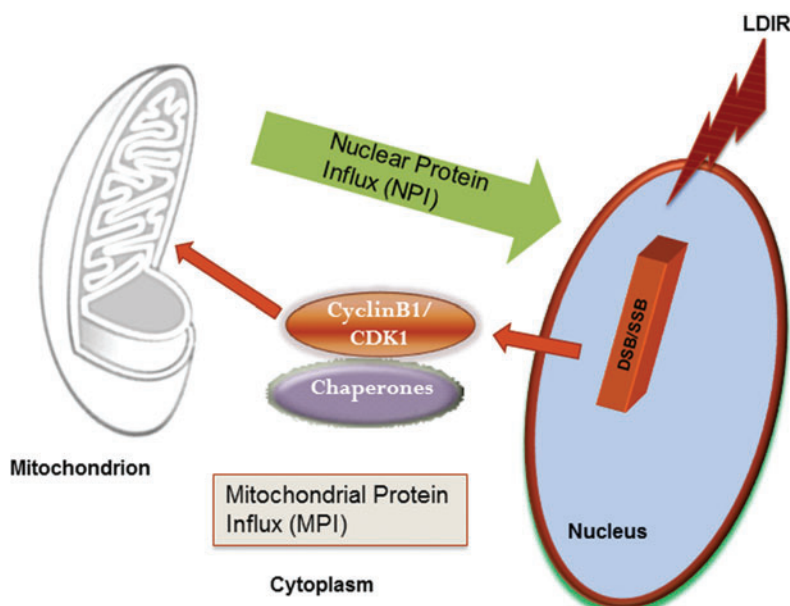 LDIR
Nuclear Protein
Influx (NPI)
CyclinB1/
CDK1
DSB/SSB
Chaperones
Mitochondrion
Mitochondrial Protein
Influx (MPI)
Nucleus
Cytoplasm